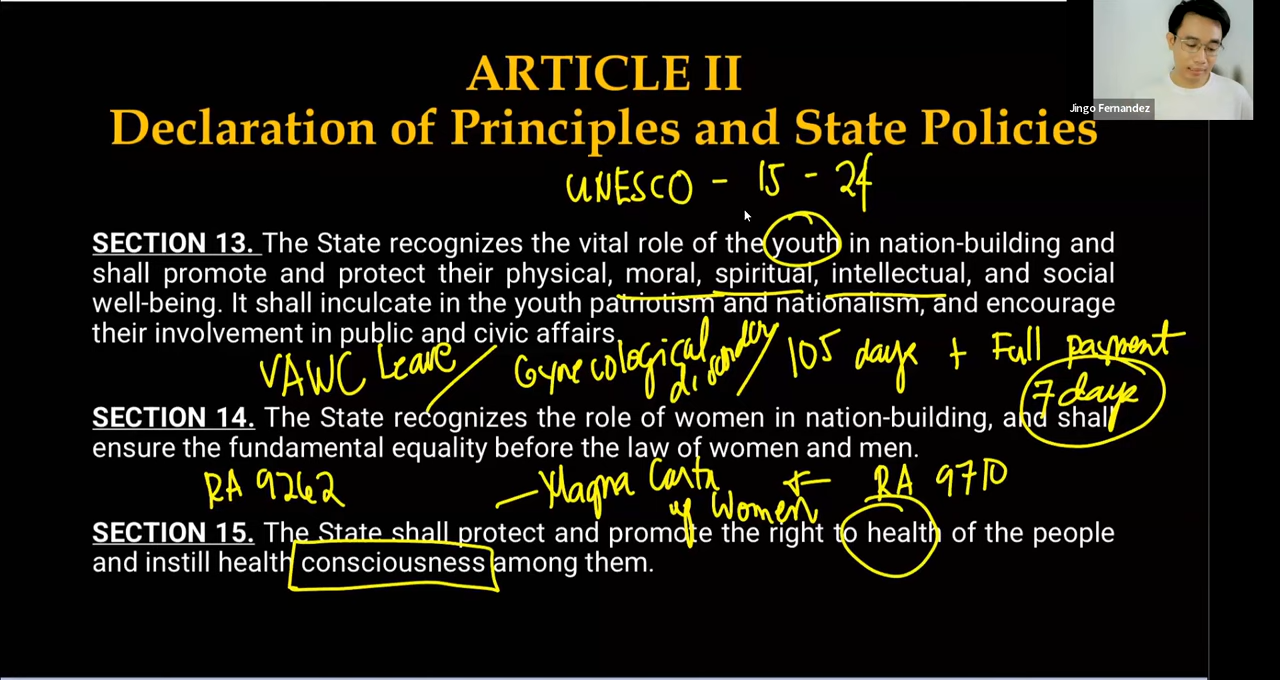 Jingo Fernandez
ARTICLE II
Declaration of Principles and State Policies
UNESCO - 15 - 24
SECTION 13. The State recognizes the vital role of the youth in nation-building and
shall promote and protect their physical, moral, spiritual, intellectual, and social
well-being. It shall inculcate in the youth patriotism and nationalism, and encourage
their involvement in public and civic affairs.
VAWC Leave / Gynecological disorder / 105 days + Full payment
7 days
SECTION 14. The State recognizes the role of women in nation-building, and shall
ensure the fundamental equality before the law of women and men.
RA 9262 - Magna Carta of Women ← RA 9710
SECTION 15. The State shall protect and promote the right to health of the people
and instill health consciousness among them.